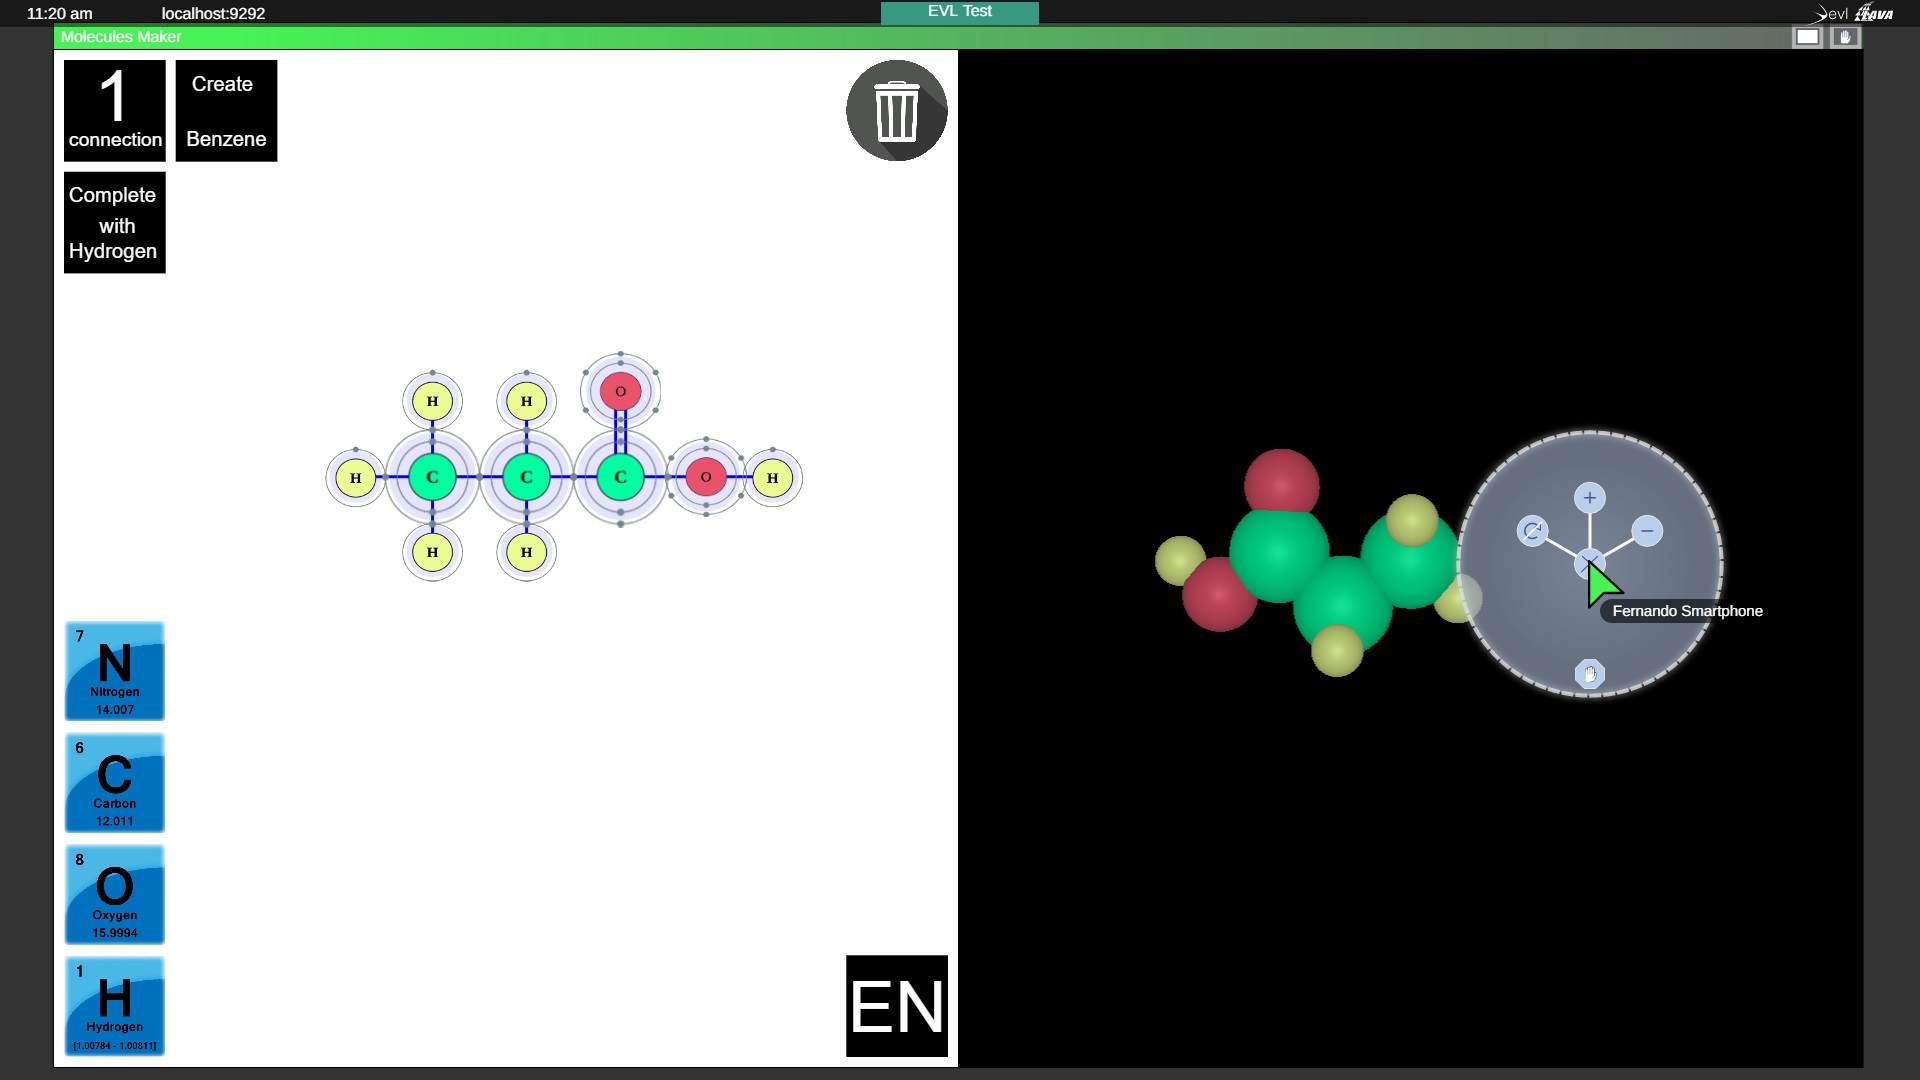 11:20 am
localhost:9292
EVL Test
evl LAVA
Molecules Maker
1
connection
Create
Benzene
Complete
with
Hydrogen
H H O
H C C C O H
H H
7
N
Nitrogen
14.007
6
C
Carbon
12.011
8
O
Oxygen
15.9994
1
H
Hydrogen
[1.00784 - 1.00811]
EN
+
−
Fernando Smartphone